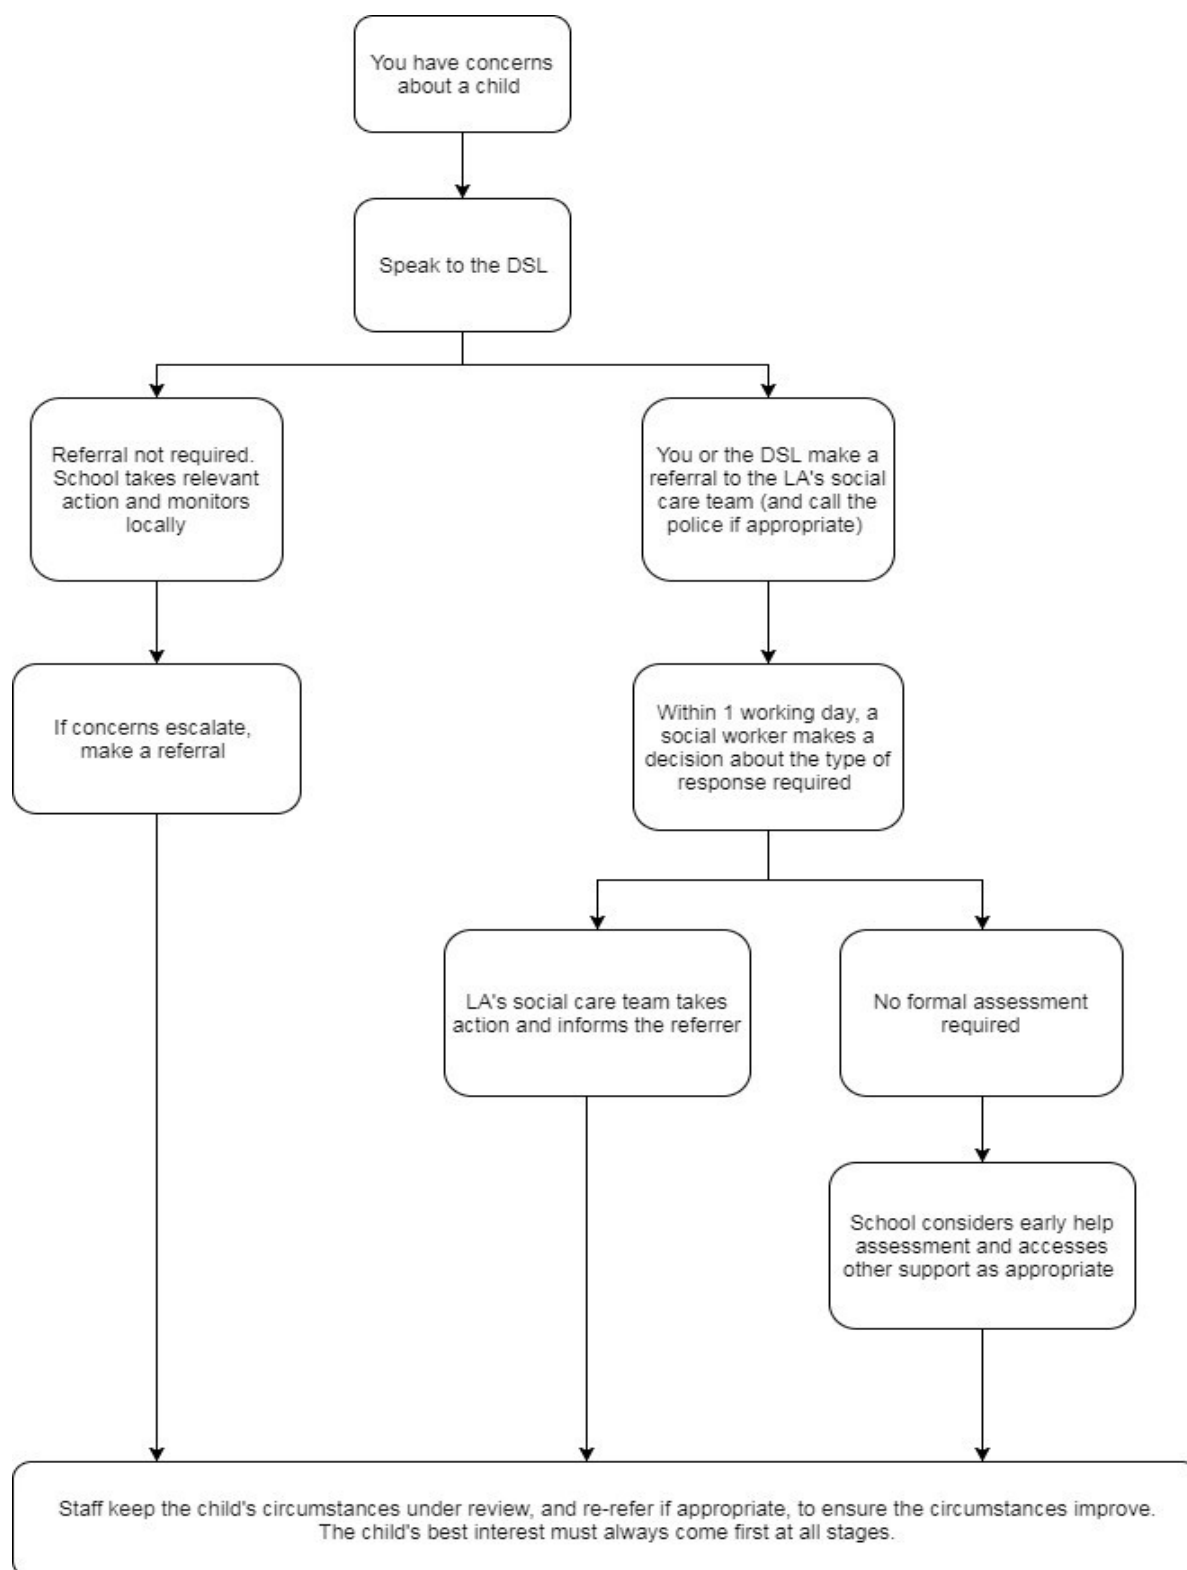 You have concerns
about a child
Speak to the DSL
Referral not required.
School takes relevant
action and monitors
locally
You or the DSL make a
referral to the LA's social
care team (and call the
police if appropriate)
If concerns escalate,
make a referral
Within 1 working day, a
social worker makes a
decision about the type of
response required
LA's social care team takes
action and informs the referrer
No formal assessment
required
School considers early help
assessment and accesses
other support as appropriate
Staff keep the child's circumstances under review, and re-refer if appropriate, to ensure the circumstances improve.
The child's best interest must always come first at all stages.